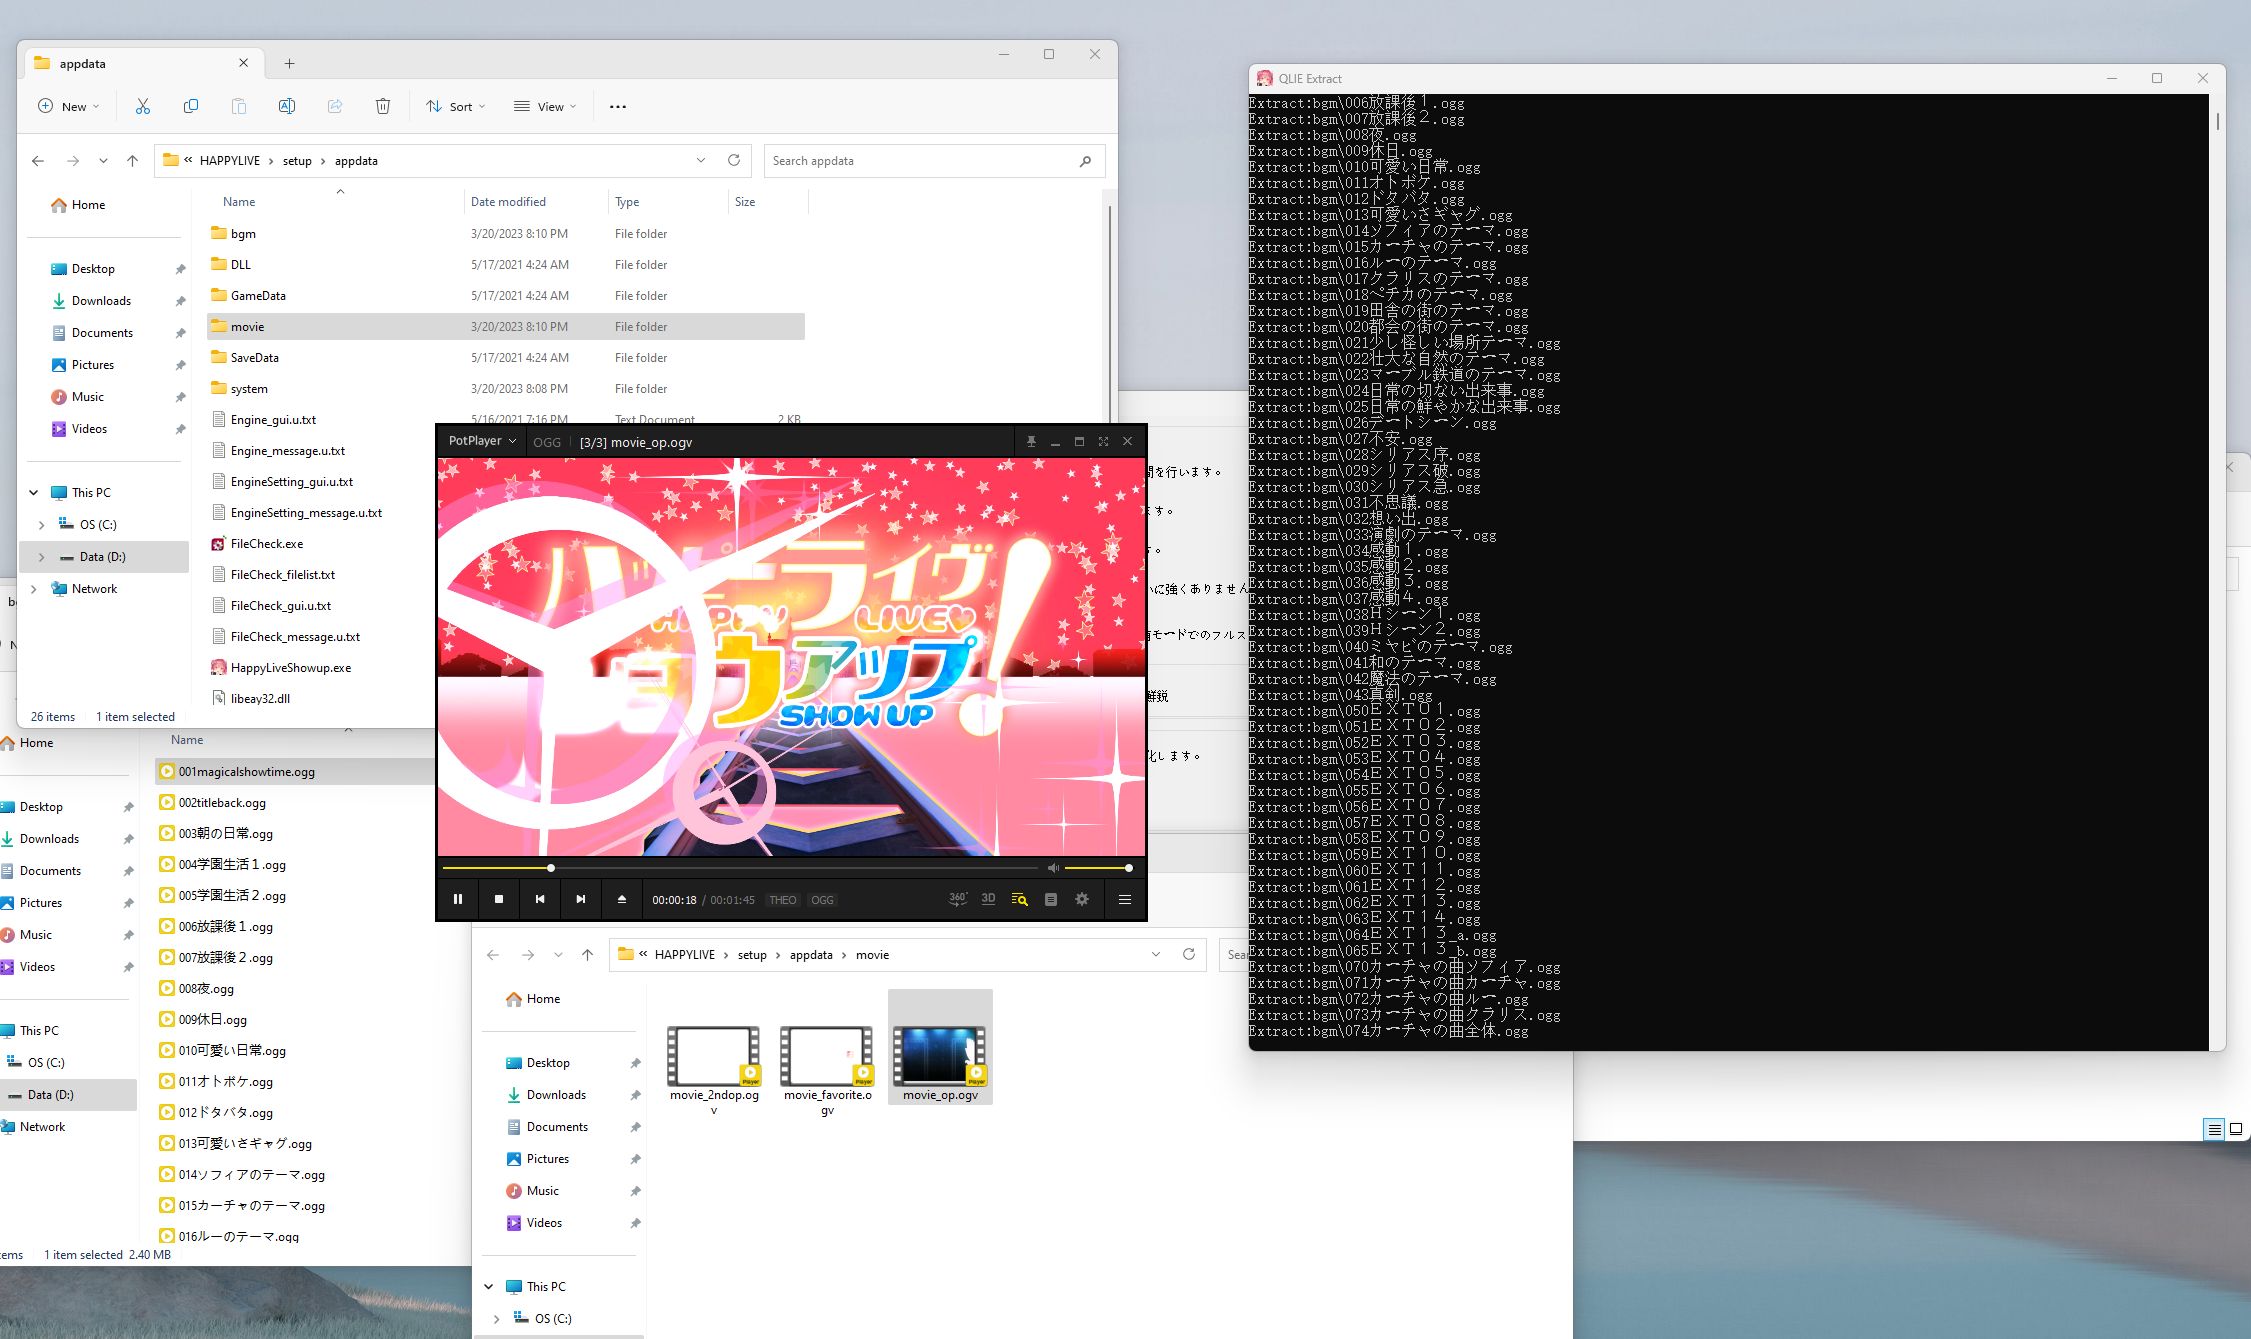 appdata
New
Sort
View
HAPPYLIVE
setup
appdata
Search appdata
Name
Date modified
Type
Size
Home
Desktop
Downloads
Documents
Pictures
Music
Videos
This PC
OS (C:)
Data (D:)
Network
bgm 3/20/2023 8:10 PM File folder
DLL 5/17/2021 4:24 AM File folder
GameData 5/17/2021 4:24 AM File folder
movie 3/20/2023 8:10 PM File folder
SaveData 5/17/2021 4:24 AM File folder
system 3/20/2023 8:08 PM File folder
Engine_gui.u.txt 5/16/2021 7:16 PM Text Document 2 KB
Engine_message.u.txt
EngineSetting_gui.u.txt
EngineSetting_message.u.txt
FileCheck.exe
FileCheck_filelist.txt
FileCheck_gui.u.txt
FileCheck_message.u.txt
HappyLiveShowup.exe
libeay32.dll
26 items
1 item selected
PotPlayer
OGG
[3/3] movie_op.ogv
HAPPY LIVE
SHOW UP
00:00:18 / 00:01:45
THEO
OGG
360°
3D
Home
Desktop
Downloads
Documents
Pictures
Music
Videos
This PC
OS (C:)
Data (D:)
Network
Name
001magicalshowtime.ogg
002titleback.ogg
003朝の日常.ogg
004学園生活１.ogg
005学園生活２.ogg
006放課後１.ogg
007放課後２.ogg
008夜.ogg
009休日.ogg
010可愛い日常.ogg
011オトボケ.ogg
012ドタバタ.ogg
013可愛いさギャグ.ogg
014ソフィアのテーマ.ogg
015カーチャのテーマ.ogg
016ルーのテーマ.ogg
1 item selected 2.40 MB
HAPPYLIVE
setup
appdata
movie
Home
Desktop
Downloads
Documents
Pictures
Music
Videos
This PC
OS (C:)
movie_2ndop.og
v
movie_favorite.o
gv
movie_op.ogv
を行います。
ます。
に強くありません
モードでのフルス
鮮鋭
化します。
QLIE Extract
Extract:bgm\006放課後１.ogg
Extract:bgm\007放課後２.ogg
Extract:bgm\008夜.ogg
Extract:bgm\009休日.ogg
Extract:bgm\010可愛い日常.ogg
Extract:bgm\011オトボケ.ogg
Extract:bgm\012ドタバタ.ogg
Extract:bgm\013可愛いさギャグ.ogg
Extract:bgm\014ソフィアのテーマ.ogg
Extract:bgm\015カーチャのテーマ.ogg
Extract:bgm\016ルーのテーマ.ogg
Extract:bgm\017クラリスのテーマ.ogg
Extract:bgm\018ペチカのテーマ.ogg
Extract:bgm\019田舎の街のテーマ.ogg
Extract:bgm\020都会の街のテーマ.ogg
Extract:bgm\021少し怪しい場所テーマ.ogg
Extract:bgm\022壮大な自然のテーマ.ogg
Extract:bgm\023マーブル鉄道のテーマ.ogg
Extract:bgm\024日常の切ない出来事.ogg
Extract:bgm\025日常の鮮やかな出来事.ogg
Extract:bgm\026デートシーン.ogg
Extract:bgm\027不安.ogg
Extract:bgm\028シリアス序.ogg
Extract:bgm\029シリアス破.ogg
Extract:bgm\030シリアス急.ogg
Extract:bgm\031不思議.ogg
Extract:bgm\032想い出.ogg
Extract:bgm\033演劇のテーマ.ogg
Extract:bgm\034感動１.ogg
Extract:bgm\035感動２.ogg
Extract:bgm\036感動３.ogg
Extract:bgm\037感動４.ogg
Extract:bgm\038Ｈシーン１.ogg
Extract:bgm\039Ｈシーン２.ogg
Extract:bgm\040ミヤビのテーマ.ogg
Extract:bgm\041和のテーマ.ogg
Extract:bgm\042魔法のテーマ.ogg
Extract:bgm\043真剣.ogg
Extract:bgm\050ＥＸＴ０１.ogg
Extract:bgm\051ＥＸＴ０２.ogg
Extract:bgm\052ＥＸＴ０３.ogg
Extract:bgm\053ＥＸＴ０４.ogg
Extract:bgm\054ＥＸＴ０５.ogg
Extract:bgm\055ＥＸＴ０６.ogg
Extract:bgm\056ＥＸＴ０７.ogg
Extract:bgm\057ＥＸＴ０８.ogg
Extract:bgm\058ＥＸＴ０９.ogg
Extract:bgm\059ＥＸＴ１０.ogg
Extract:bgm\060ＥＸＴ１１.ogg
Extract:bgm\061ＥＸＴ１２.ogg
Extract:bgm\062ＥＸＴ１３.ogg
Extract:bgm\063ＥＸＴ１４.ogg
Extract:bgm\064ＥＸＴ１３_a.ogg
Extract:bgm\065ＥＸＴ１３_b.ogg
Extract:bgm\070カーチャの曲ソフィア.ogg
Extract:bgm\071カーチャの曲カーチャ.ogg
Extract:bgm\072カーチャの曲ルー.ogg
Extract:bgm\073カーチャの曲クラリス.ogg
Extract:bgm\074カーチャの曲全体.ogg